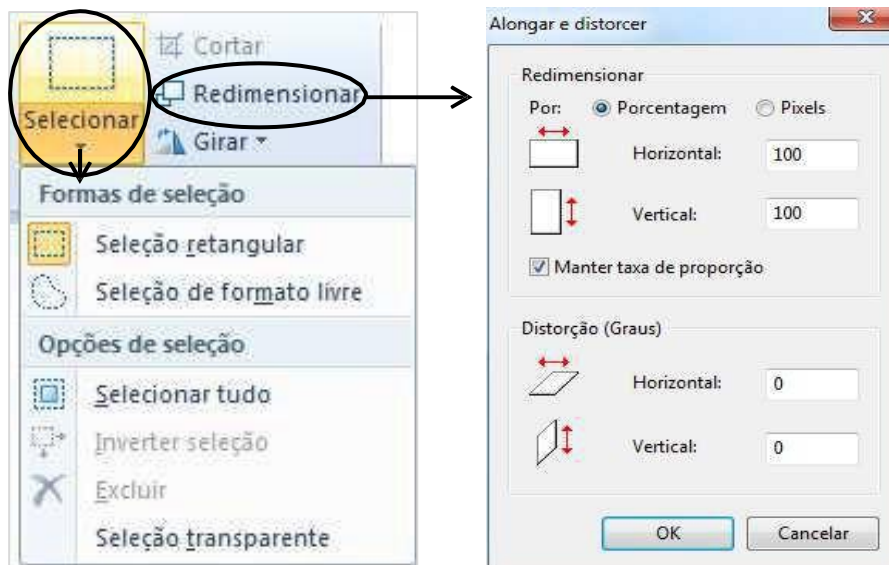 Cortar
Redimensionar
Selecionar
Girar
Formas de seleção
Seleção retangular
Seleção de formato livre
Opções de seleção
Selecionar tudo
Inverter seleção
Excluir
Seleção transparente
Alongar e distorcer
Redimensionar
Por: Porcentagem Pixels
Horizontal: 100
Vertical: 100
Manter taxa de proporção
Distorção (Graus)
Horizontal: 0
Vertical: 0
OK Cancelar